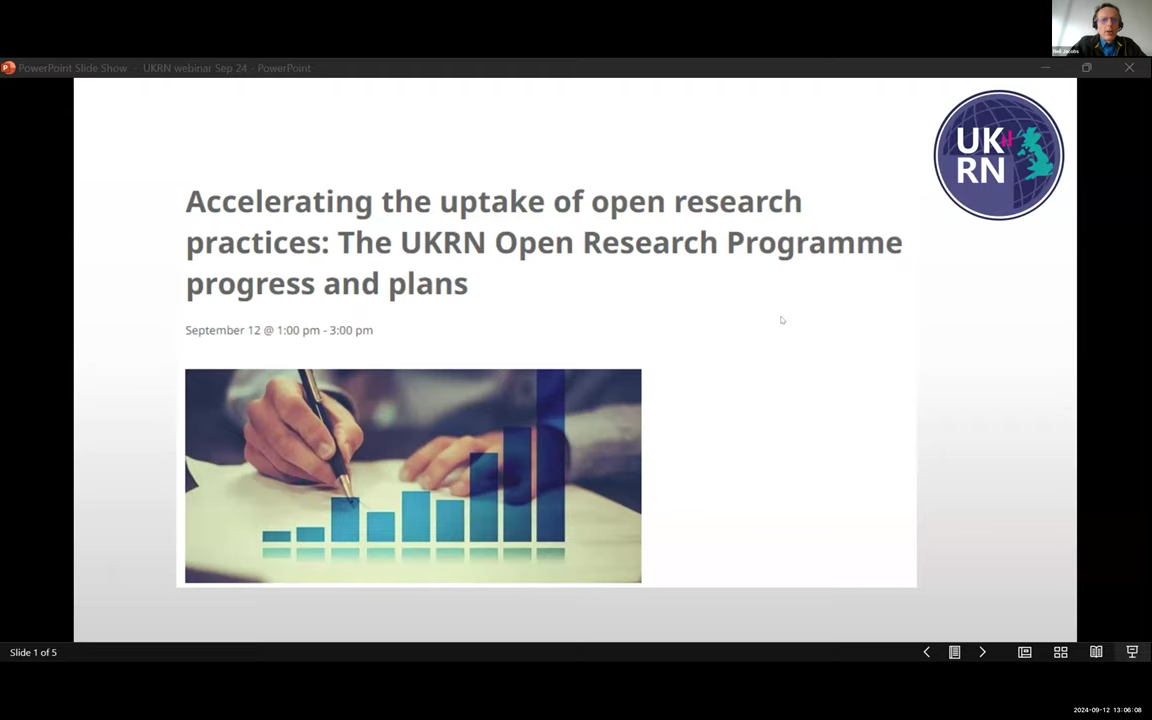 Neil Jacobs
PowerPoint Slide Show - UKRN webinar Sep 24 - PowerPoint
UK
RN
Accelerating the uptake of open research
practices: The UKRN Open Research Programme
progress and plans
September 12 @ 1:00 pm - 3:00 pm
Slide 1 of 5
2024-09-12 13:06:08